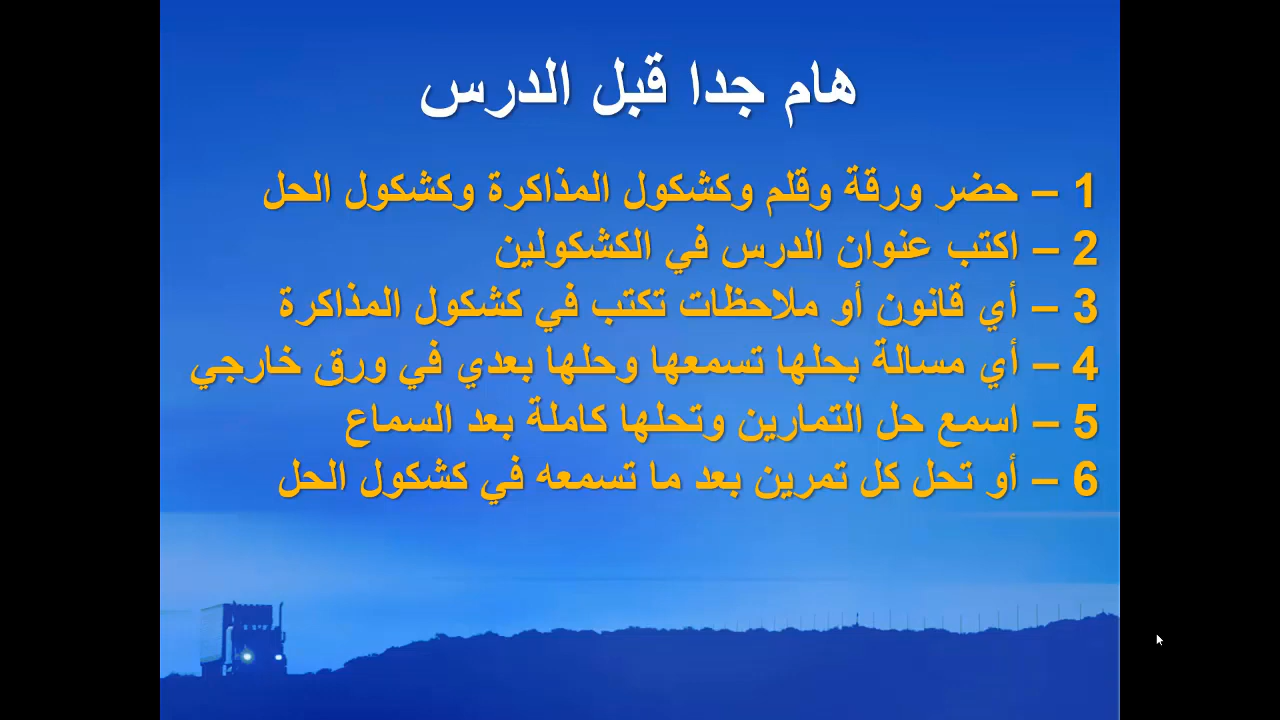 هام جدا قبل الدرس
1 – حضر ورقة وقلم وكشكول المذاكرة وكشكول الحل
2 – اكتب عنوان الدرس في الكشكولين
3 – أي قانون أو ملاحظات تكتب في كشكول المذاكرة
4 – أي مسالة بحلها تسمعها وحلها بعدي في ورق خارجي
5 – اسمع حل التمارين وتحلها كاملة بعد السماع
6 – أو تحل كل تمرين بعد ما تسمعه في كشكول الحل